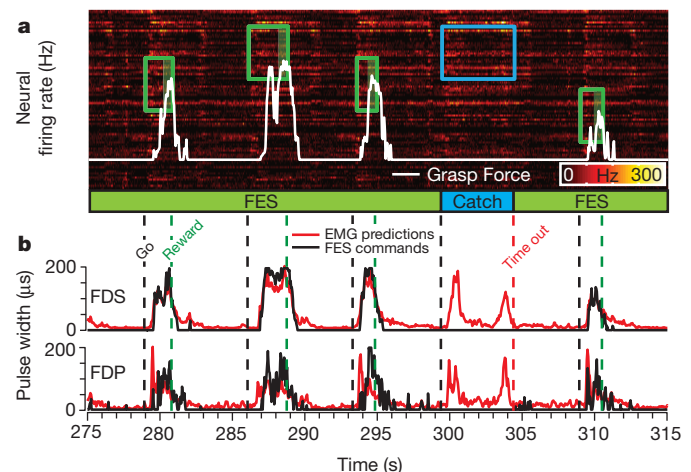 a
Neural
firing rate (Hz)
Grasp Force
0 Hz 300
FES Catch FES
b
Go
Reward
EMG predictions
FES commands
Time out
Pulse width (µs)
200
FDS
0
200
FDP
0
275 280 285 290 295 300 305 310 315
Time (s)